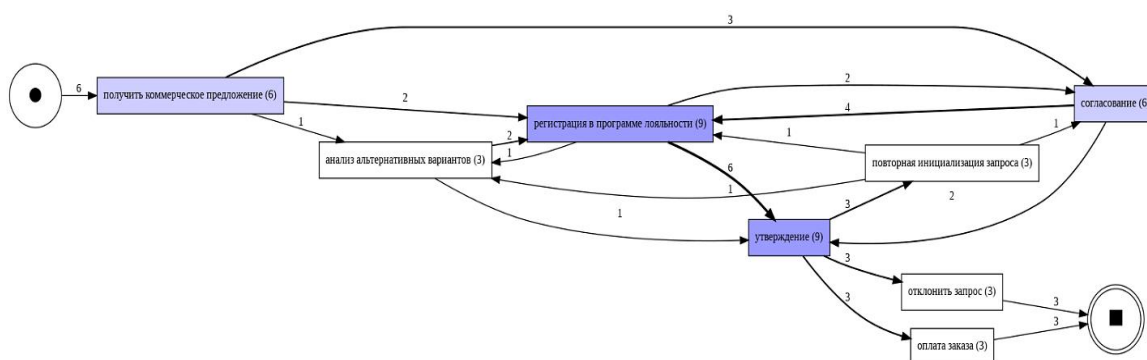 3
6
получить коммерческое предложение (6)
2
2
согласование (6
4
1
регистрация в программе лояльности (9)
2
1
1
1
анализ альтернативных вариантов (3)
1
повторная инициализация запроса (3)
6
1
3
2
1
утверждение (9)
3
отклонить запрос (3)
3
3
3
оплата заказа (3)